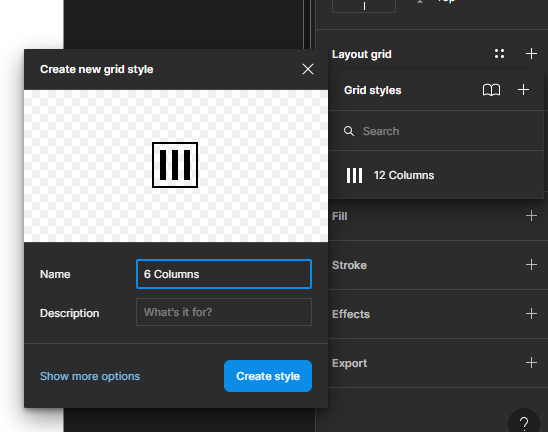 Layout grid
Create new grid style
Grid styles
Search
12 Columns
Fill
Stroke
Name
6 Columns
Description
What's it for?
Effects
Show more options
Create style
Export
?